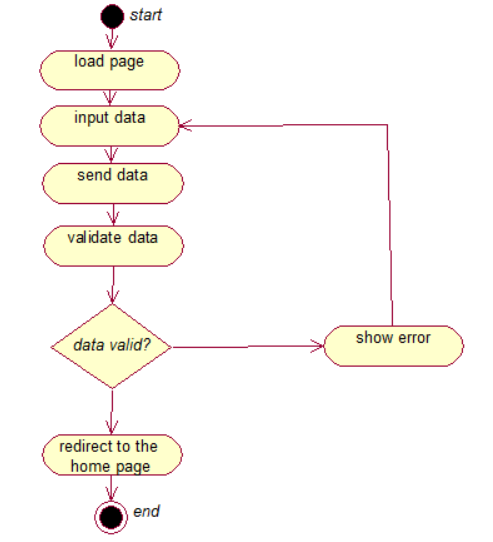 start
load page
input data
send data
validate data
data valid?
show error
redirect to the
home page
end